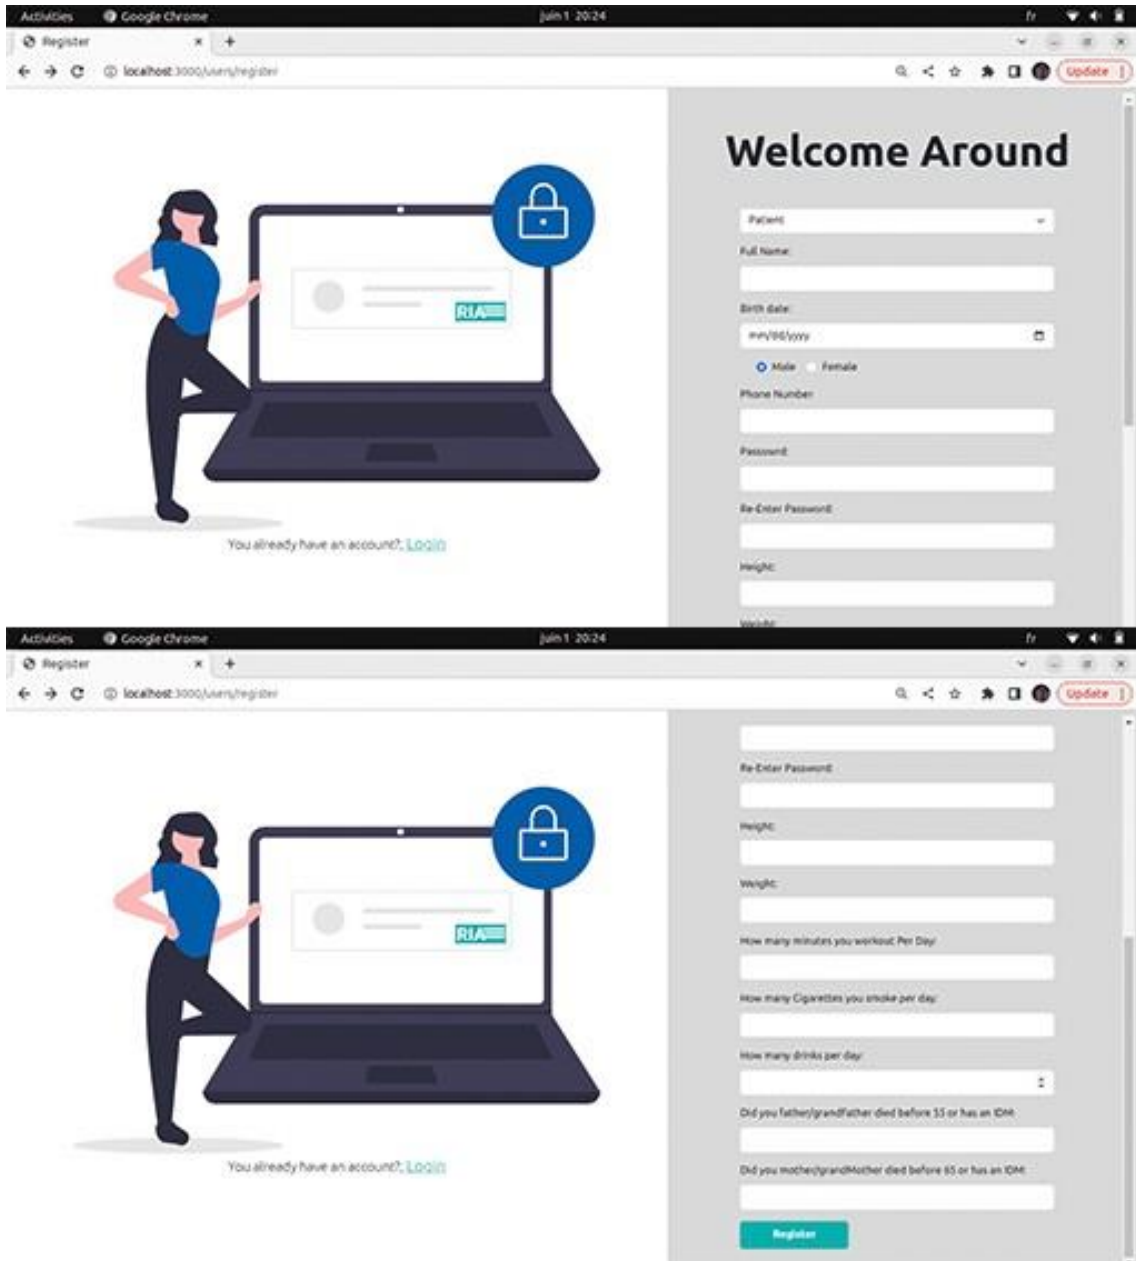 Activities Google Chrome juin 1 20:24 fr
Register
localhost:3000/users/register Update
Welcome Around
Patient
Full Name:
Birth date:
mm/dd/yyyy
Male Female
Phone Number
Password:
Re-Enter Password:
Height:
Weight:
RIA
You already have an account?, Login
Activities Google Chrome juin 1 20:24 fr
Register
localhost:3000/users/register Update
Re-Enter Password:
Height:
Weight:
How many minutes you workout Per Day:
How many Cigarettes you smoke per day:
How many drinks per day:
Did you father/grandfather died before 55 or has an IDM:
Did you mother/grandMother died before 65 or has an IDM:
Register
RIA
You already have an account?, Login